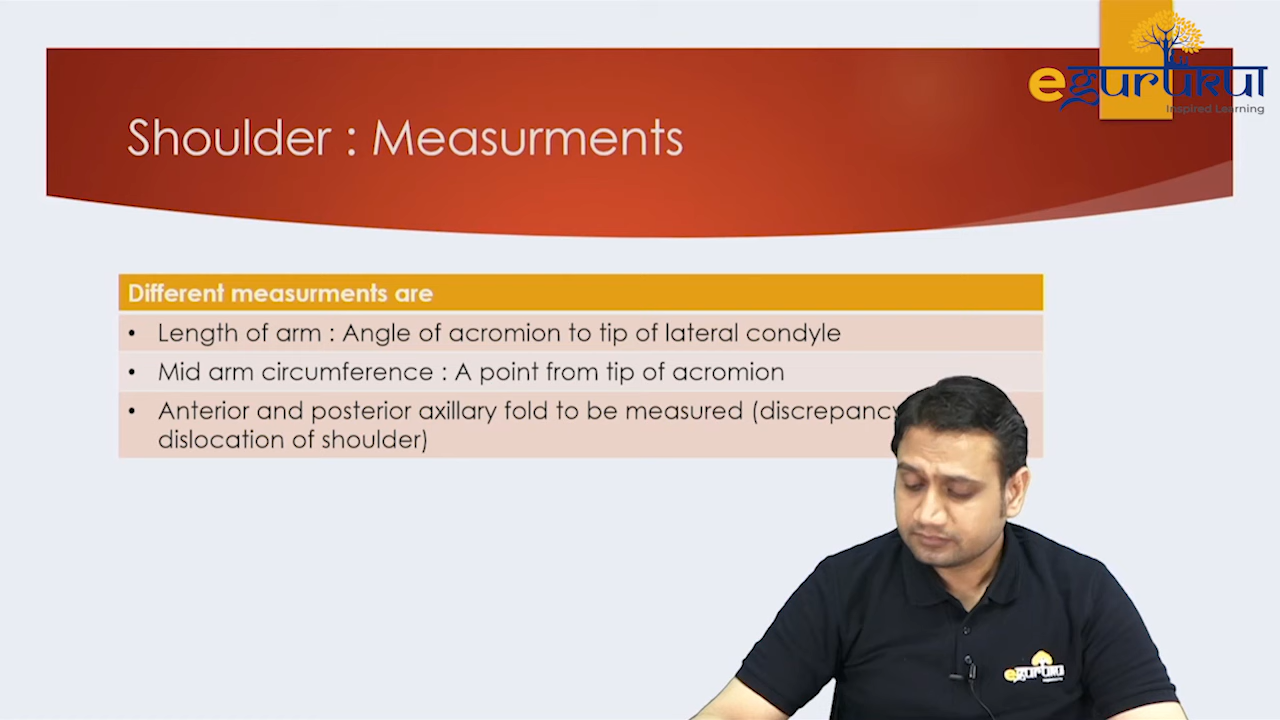 egurukul
Inspired Learning
Shoulder : Measurments
Different measurments are
• Length of arm : Angle of acromion to tip of lateral condyle
• Mid arm circumference : A point from tip of acromion
• Anterior and posterior axillary fold to be measured (discrepancy
dislocation of shoulder)
egurukul